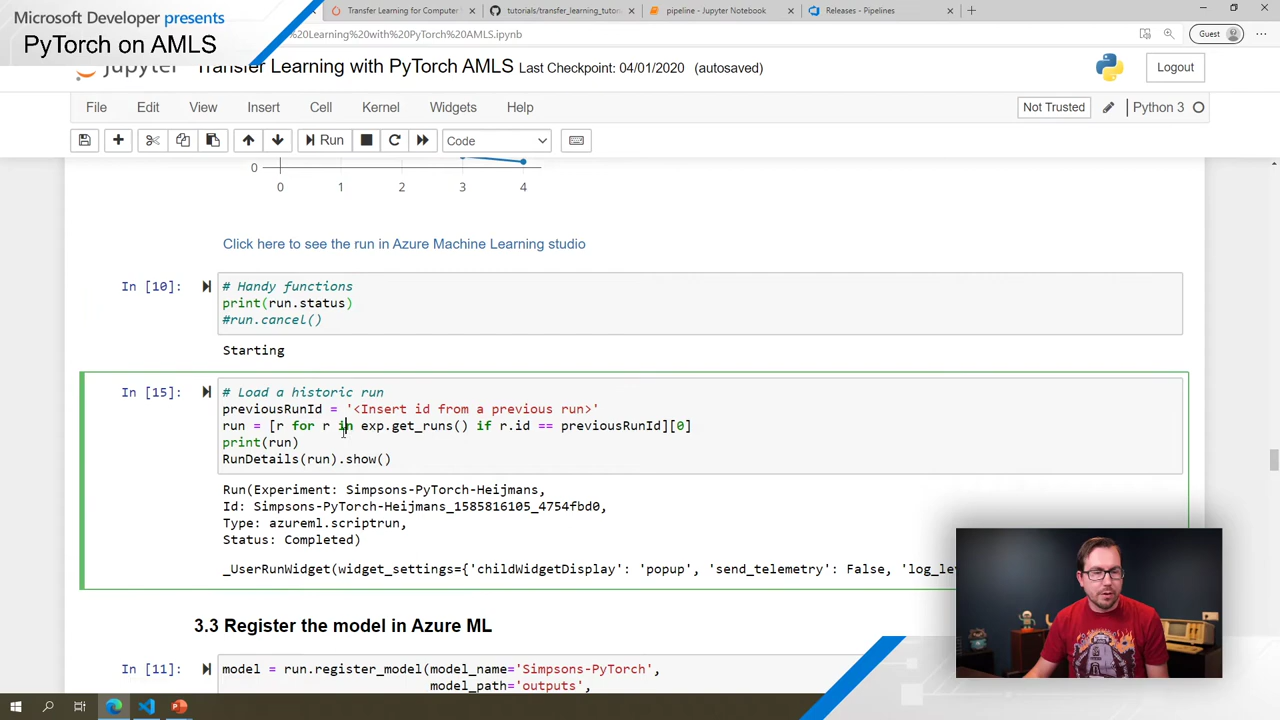 Microsoft Developer presents
PyTorch on AMLS
Transfer Learning for Computer
tutorials/transfer_learning_tutor
pipeline - Jupyter Notebook
Releases - Pipelines
%20Learning%20with%20PyTorch%20AMLS.ipynb
Guest
jupyter Transfer Learning with PyTorch AMLS Last Checkpoint: 04/01/2020 (autosaved)
Logout
File Edit View Insert Cell Kernel Widgets Help
Not Trusted
Python 3
Run
Code
0
0 1 2 3 4
Click here to see the run in Azure Machine Learning studio
In [10]:
# Handy functions
print(run.status)
#run.cancel()
Starting
In [15]:
# Load a historic run
previousRunId = '<Insert id from a previous run>'
run = [r for r in exp.get_runs() if r.id == previousRunId][0]
print(run)
RunDetails(run).show()
Run(Experiment: Simpsons-PyTorch-Heijmans,
Id: Simpsons-PyTorch-Heijmans_1585816105_4754fbd0,
Type: azureml.scriptrun,
Status: Completed)
_UserRunWidget(widget_settings={'childWidgetDisplay': 'popup', 'send_telemetry': False, 'log_le
3.3 Register the model in Azure ML
In [11]:
model = run.register_model(model_name='Simpsons-PyTorch',
model_path='outputs',